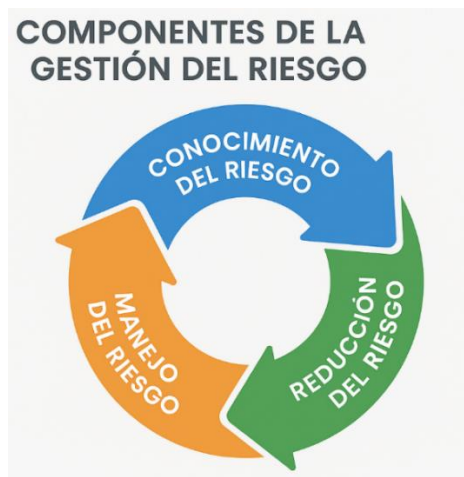 COMPONENTES DE LA
GESTIÓN DEL RIESGO
CONOCIMIENTO
DEL RIESGO
REDUCCIÓN
DEL RIESGO
MANEJO
DEL RIESGO